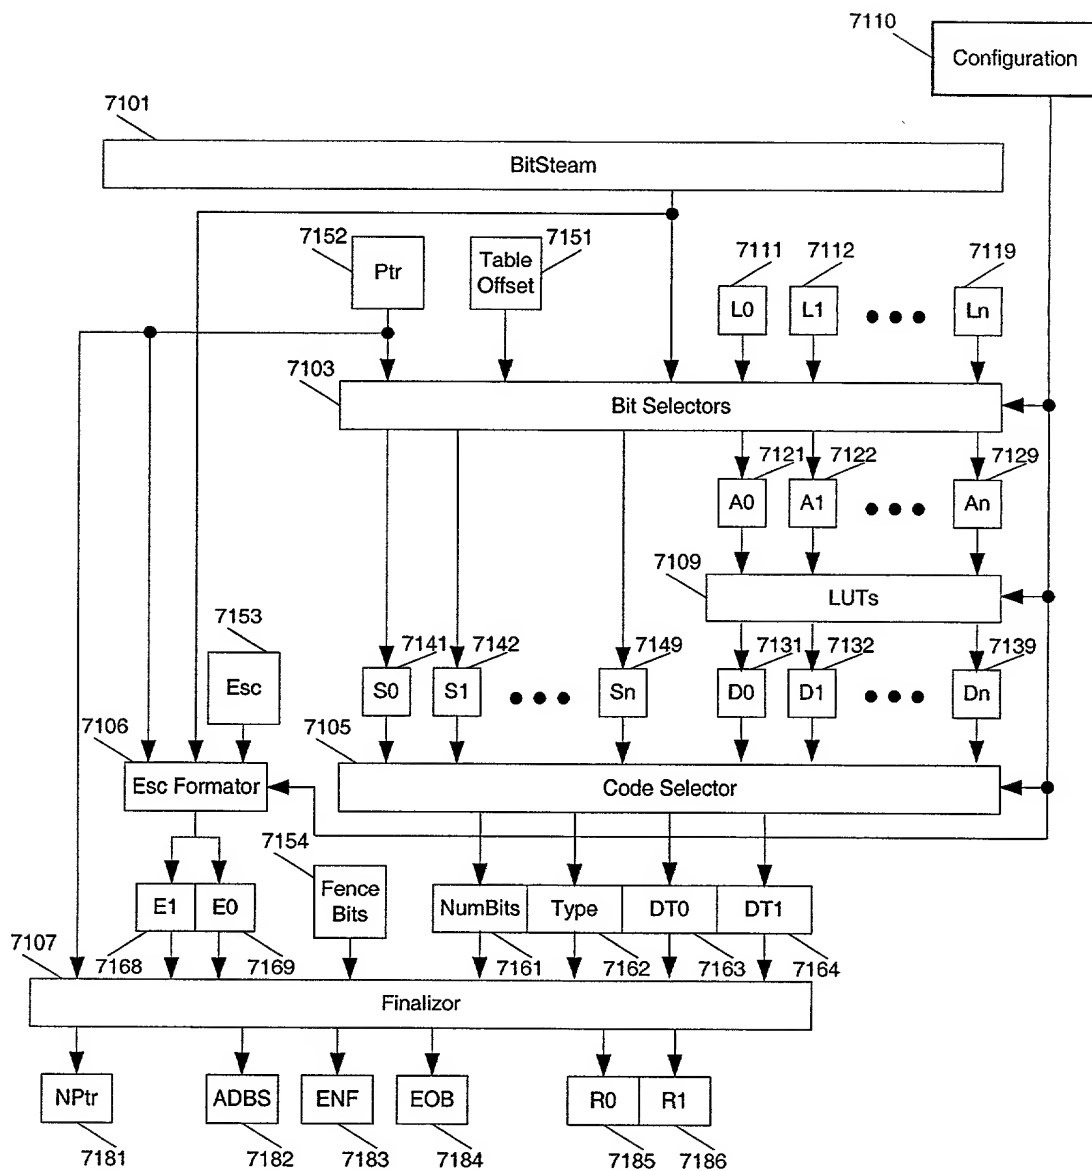 7110
Configuration
7101
BitSteam
7152
Ptr
7151
Table
Offset
7111
L0
7112
L1
7119
Ln
7103
Bit Selectors
7121
A0
7122
A1
7129
An
7109
LUTs
7153
Esc
7141
S0
7142
S1
7149
Sn
7131
D0
7132
D1
7139
Dn
7106
Esc Formator
7105
Code Selector
7154
Fence
Bits
E1
E0
NumBits
Type
DT0
DT1
7107
7168
7169
7161
7162
7163
7164
Finalizor
NPtr
ADBS
ENF
EOB
R0
R1
7181
7182
7183
7184
7185
7186